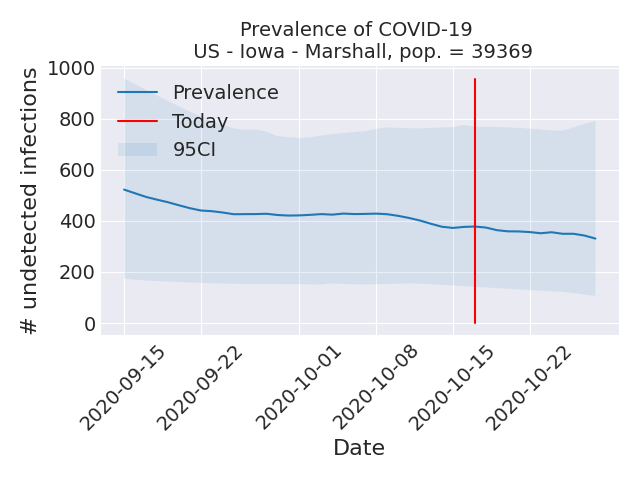 Prevalence of COVID-19
US - Iowa - Marshall, pop. = 39369
# undetected infections
1000
800
600
400
200
0
Prevalence
Today
95CI
2020-09-15
2020-09-22
2020-10-01
2020-10-08
2020-10-15
2020-10-22
Date